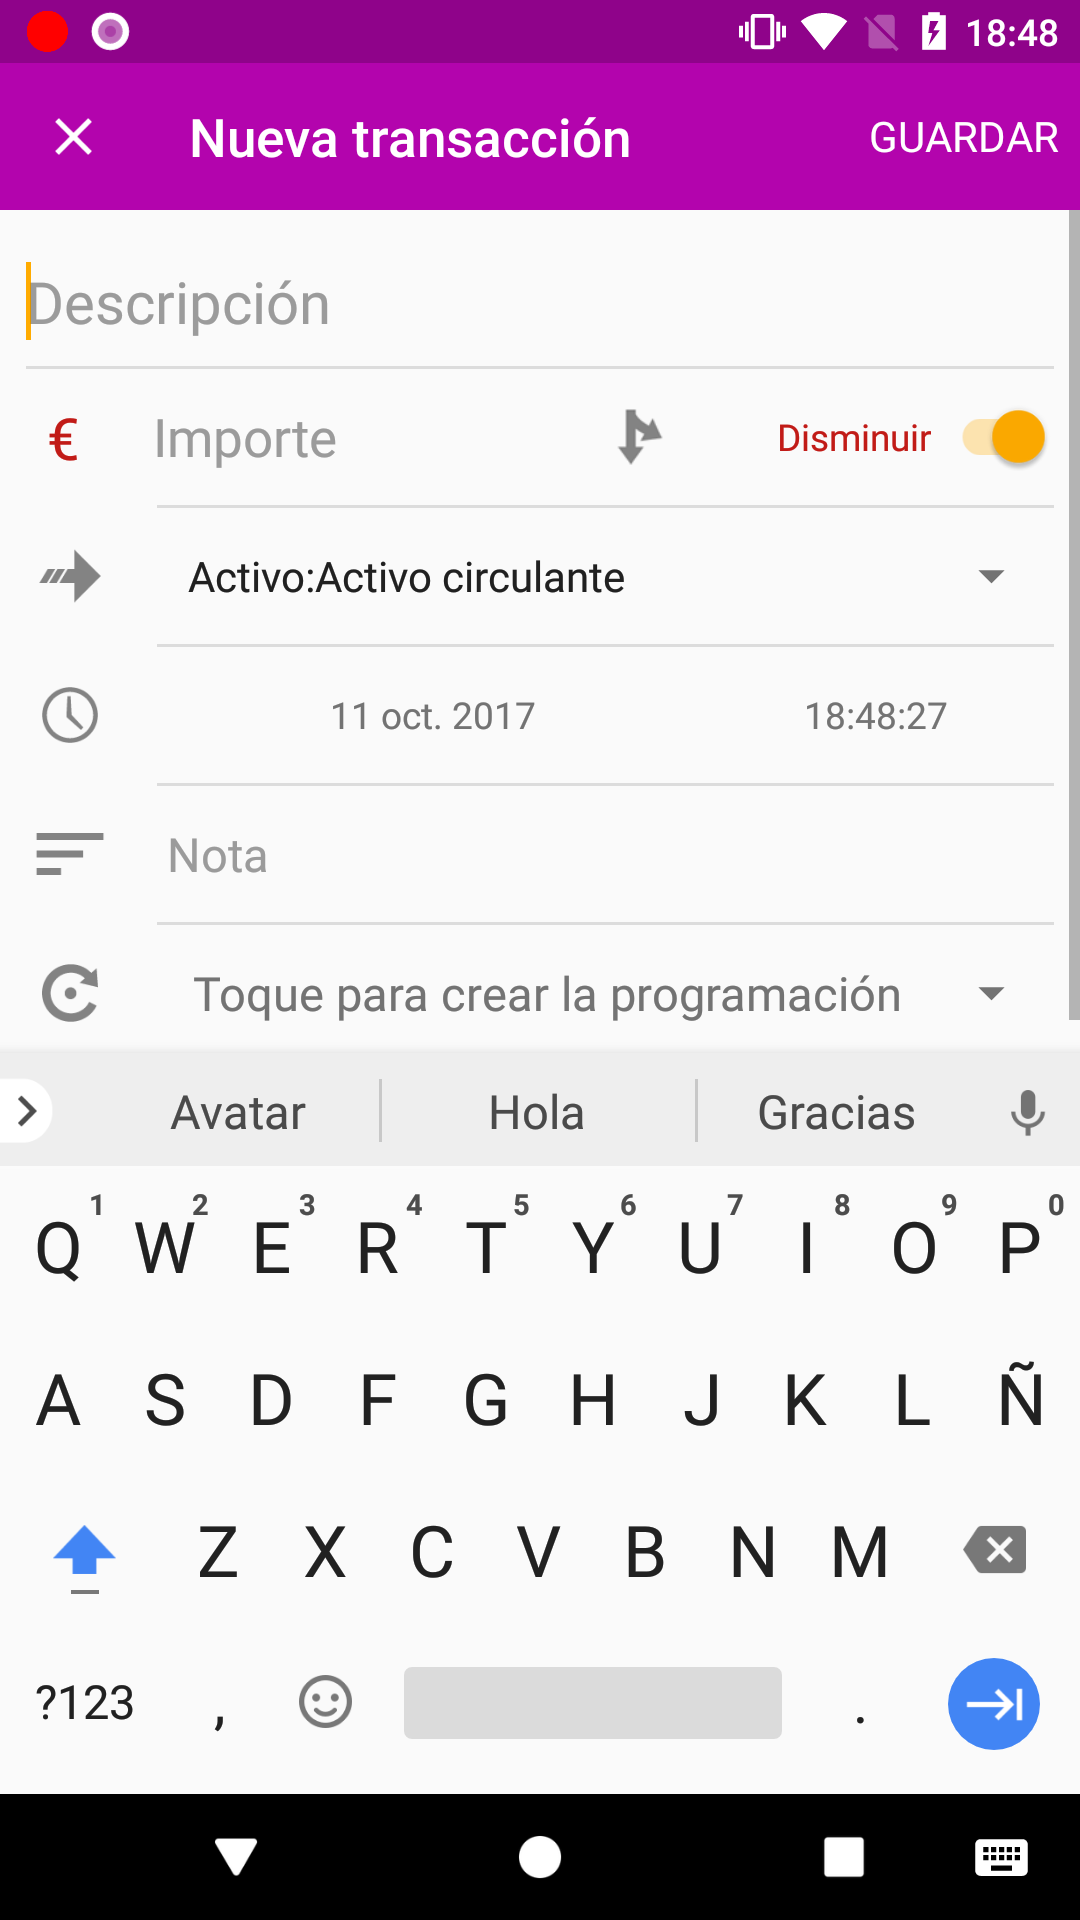 18:48
Nueva transacción GUARDAR
Descripción
€ Importe Disminuir
Activo:Activo circulante
11 oct. 2017 18:48:27
Nota
Toque para crear la programación
Avatar Hola Gracias
1 2 3 4 5 6 7 8 9 0
Q W E R T Y U I O P
A S D F G H J K L Ñ
Z X C V B N M
?123 , .